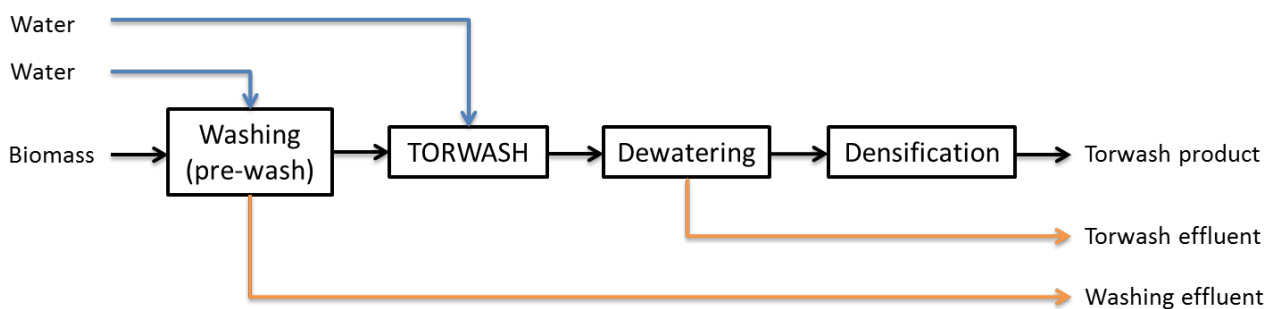 Water
Water
Biomass
Washing
(pre-wash)
TORWASH
Dewatering
Densification
Torwash product
Torwash effluent
Washing effluent